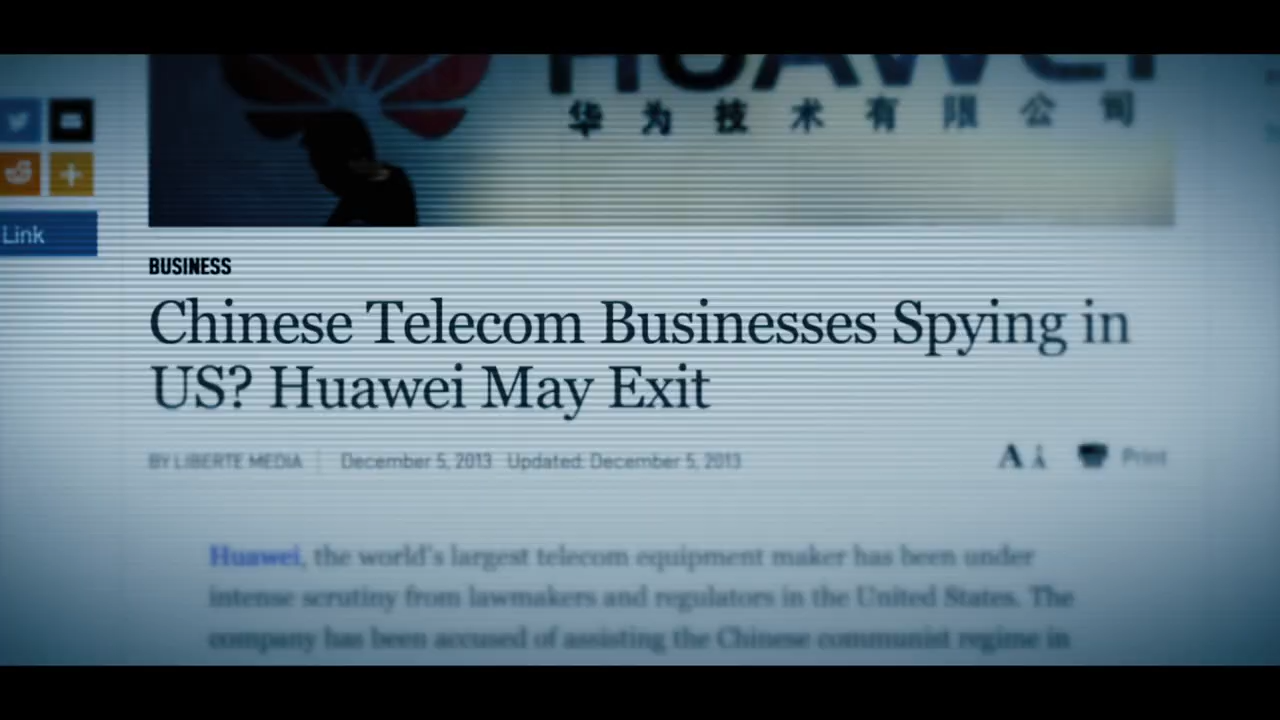 HUAWEI
华为技术有限公司
Link
BUSINESS
Chinese Telecom Businesses Spying in
US? Huawei May Exit
BY LIBERTE MEDIA December 5, 2013 Updated: December 5, 2013
A A Print
Huawei, the world's largest telecom equipment maker has been under
intense scrutiny from lawmakers and regulators in the United States. The
company has been accused of assisting the Chinese communist regime in